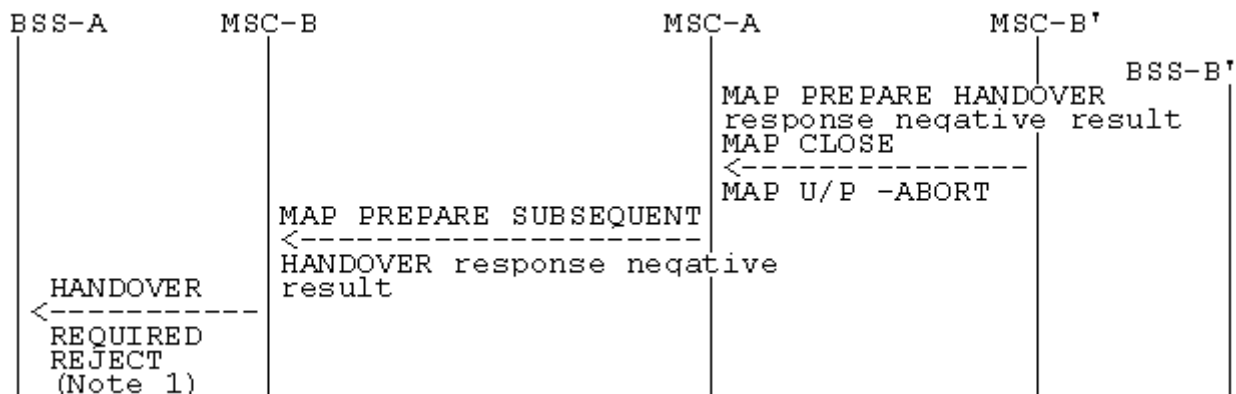 BSS-A MSC-B MSC-A MSC-B'
BSS-B'
MAP PREPARE HANDOVER
response negative result
MAP CLOSE
<---------------
MAP U/P -ABORT
MAP PREPARE SUBSEQUENT
<---------------------
HANDOVER response negative
result
HANDOVER
<-----------
REQUIRED
REJECT
(Note 1)